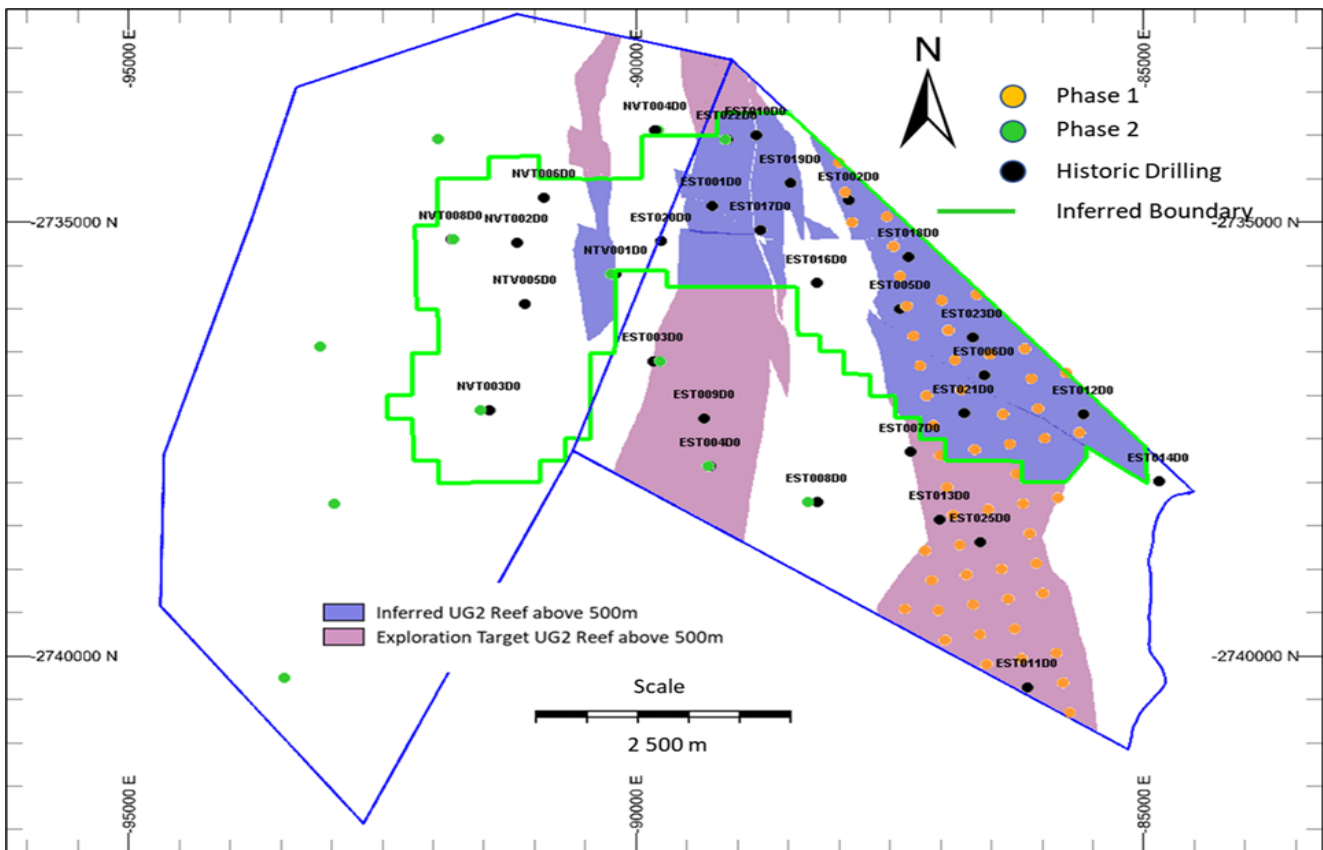 -95000 E
-90000 E
-85000 E
N
Phase 1
Phase 2
Historic Drilling
Inferred Boundary
NVT004D0
EST022D0
EST010D0
EST019D0
NVT006D0
EST001D0
EST002D0
NVT008D0
NVT002D0
EST020D0
EST017D0
-2735000 N
-2735000 N
EST018D0
NTV001D0
EST016D0
NTV005D0
EST005D0
EST023D0
EST003D0
EST006D0
NVT003D0
EST009D0
EST021D0
EST012D0
EST004D0
EST007D0
EST014D0
EST008D0
EST013D0
EST025D0
Inferred UG2 Reef above 500m
Exploration Target UG2 Reef above 500m
-2740000 N
-2740000 N
EST011D0
Scale
2 500 m
-95000 E
-90000 E
-85000 E